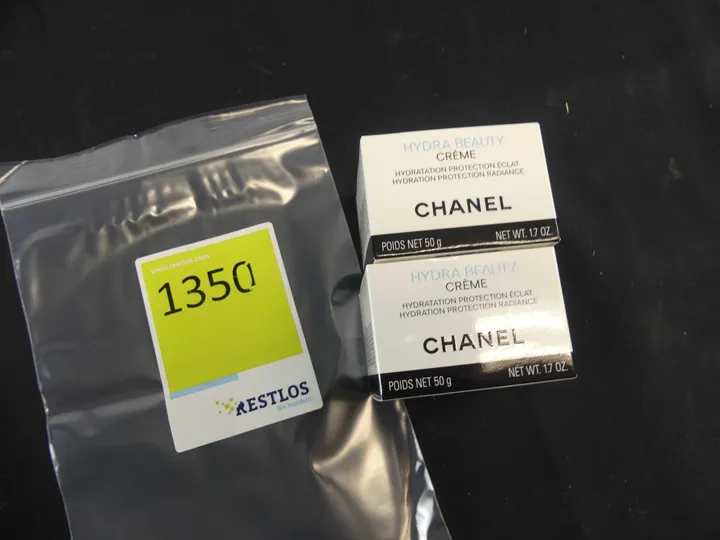 www.restlos.com
1350
RESTLOS
Wir handeln.
HYDRA BEAUTY
CRÈME
HYDRATATION PROTECTION ÉCLAT
HYDRATION PROTECTION RADIANCE
CHANEL
POIDS NET 50 g NET WT. 1.7 OZ.
HYDRA BEAUTY
CRÈME
HYDRATATION PROTECTION ÉCLAT
HYDRATION PROTECTION RADIANCE
CHANEL
POIDS NET 50 g NET WT. 1.7 OZ.